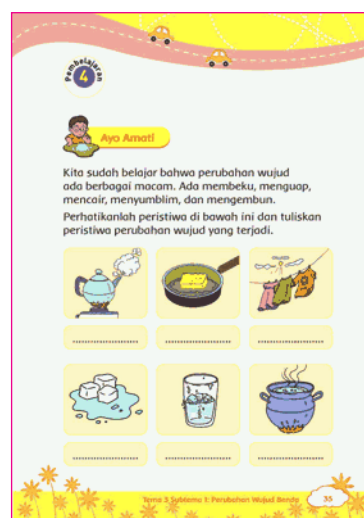 Pembelajaran
4
Ayo Amati
Kita sudah belajar bahwa perubahan wujud
ada berbagai macam. Ada membeku, menguap,
mencair, menyumblim, dan mengembun.
Perhatikanlah peristiwa di bawah ini dan tuliskan
peristiwa perubahan wujud yang terjadi.
Tema 3 Subtema 1: Perubahan Wujud Benda
35